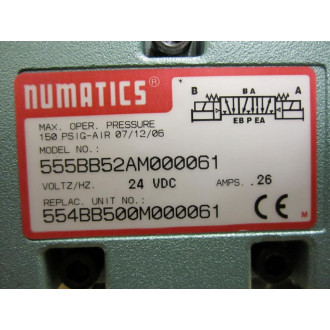 NUMATICS®
B BA A
EB P EA
MAX. OPER. PRESSURE
150 PSIG-AIR 07/12/06
MODEL NO.:
555BB52AM000061
VOLTZ/HZ. 24 VDC AMPS. .26
REPLAC. UNIT NO.:
554BB500M000061
CE M